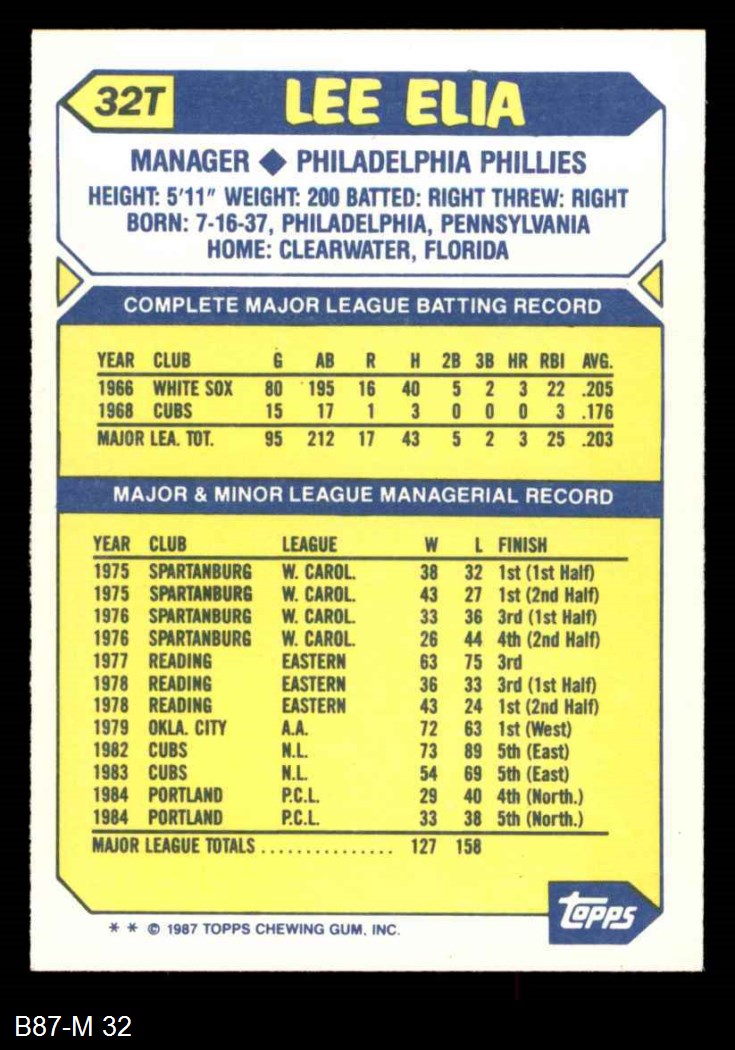 32T LEE ELIA
MANAGER ◆ PHILADELPHIA PHILLIES
HEIGHT: 5'11" WEIGHT: 200 BATTED: RIGHT THREW: RIGHT
BORN: 7-16-37, PHILADELPHIA, PENNSYLVANIA
HOME: CLEARWATER, FLORIDA
COMPLETE MAJOR LEAGUE BATTING RECORD
YEAR CLUB G AB R H 2B 3B HR RBI AVG.
1966 WHITE SOX 80 195 16 40 5 2 3 22 .205
1968 CUBS 15 17 1 3 0 0 0 3 .176
MAJOR LEA. TOT. 95 212 17 43 5 2 3 25 .203
MAJOR & MINOR LEAGUE MANAGERIAL RECORD
YEAR CLUB LEAGUE W L FINISH
1975 SPARTANBURG W. CAROL. 38 32 1st (1st Half)
1975 SPARTANBURG W. CAROL. 43 27 1st (2nd Half)
1976 SPARTANBURG W. CAROL. 33 36 3rd (1st Half)
1976 SPARTANBURG W. CAROL. 26 44 4th (2nd Half)
1977 READING EASTERN 63 75 3rd
1978 READING EASTERN 36 33 3rd (1st Half)
1978 READING EASTERN 43 24 1st (2nd Half)
1979 OKLA. CITY A.A. 72 63 1st (West)
1982 CUBS N.L. 73 89 5th (East)
1983 CUBS N.L. 54 69 5th (East)
1984 PORTLAND P.C.L. 29 40 4th (North.)
1984 PORTLAND P.C.L. 33 38 5th (North.)
MAJOR LEAGUE TOTALS ............... 127 158
topps
* * © 1987 TOPPS CHEWING GUM, INC.
B87-M 32